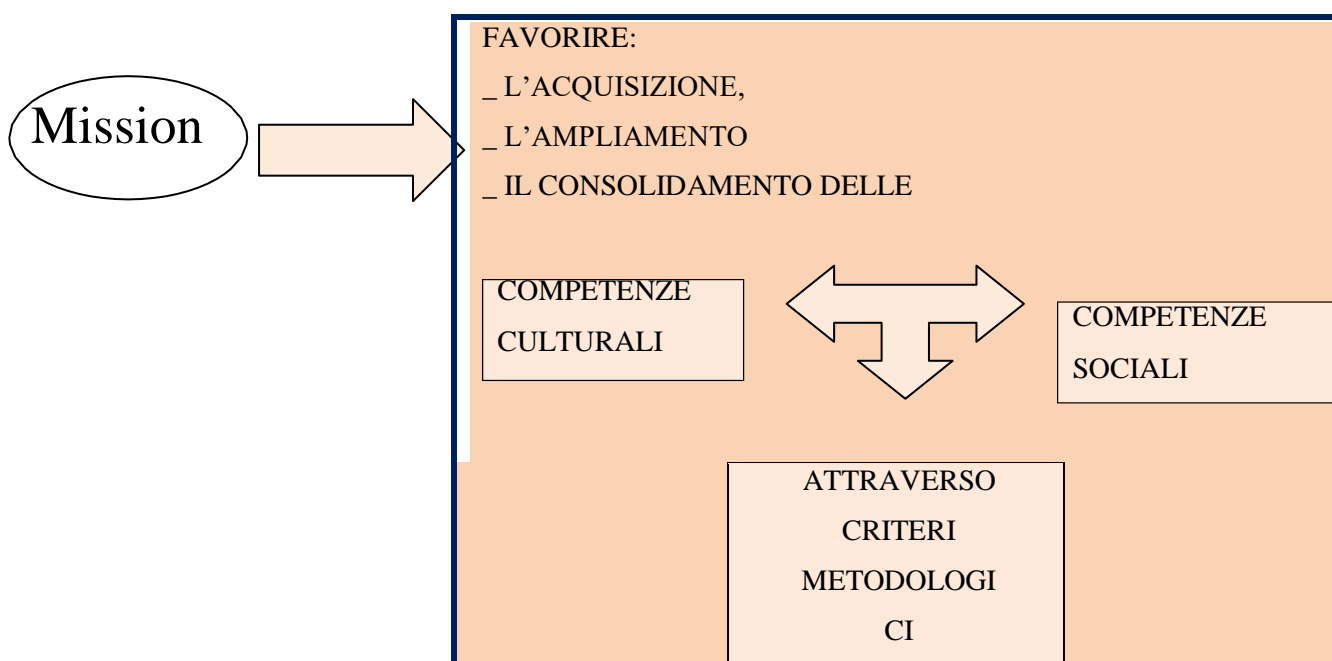 Mission
FAVORIRE:
_ L’ACQUISIZIONE,
_ L’AMPLIAMENTO
_ IL CONSOLIDAMENTO DELLE
COMPETENZE
CULTURALI
COMPETENZE
SOCIALI
ATTRAVERSO
CRITERI
METODOLOGI
CI